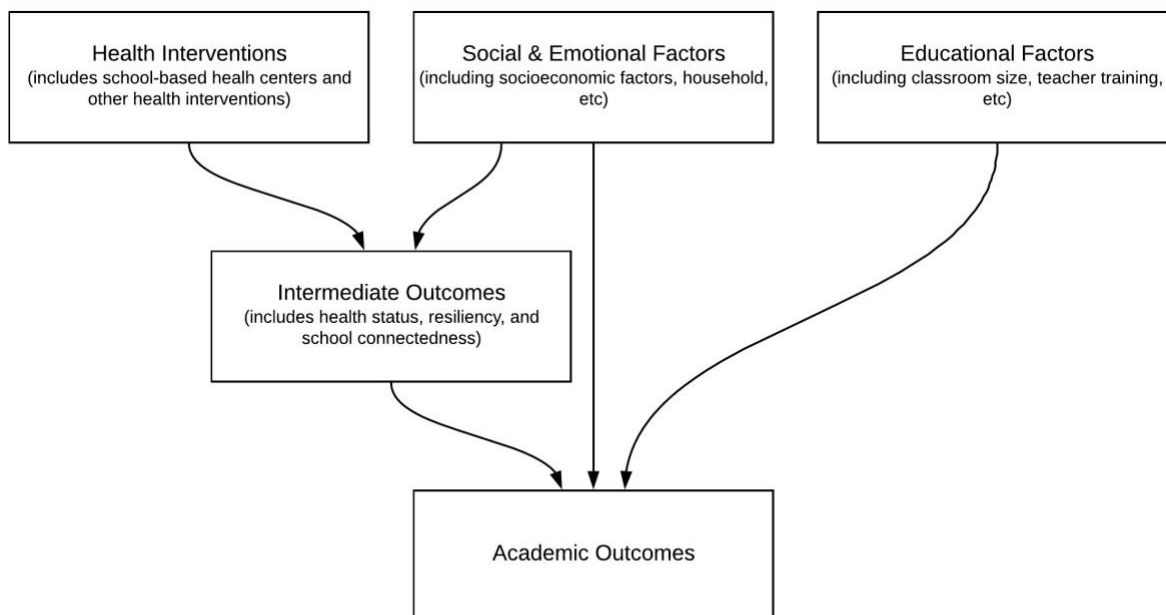 Health Interventions
(includes school-based healh centers and
other health interventions)
Social & Emotional Factors
(including socioeconomic factors, household,
etc)
Educational Factors
(including classroom size, teacher training,
etc)
Intermediate Outcomes
(includes health status, resiliency, and
school connectedness)
Academic Outcomes